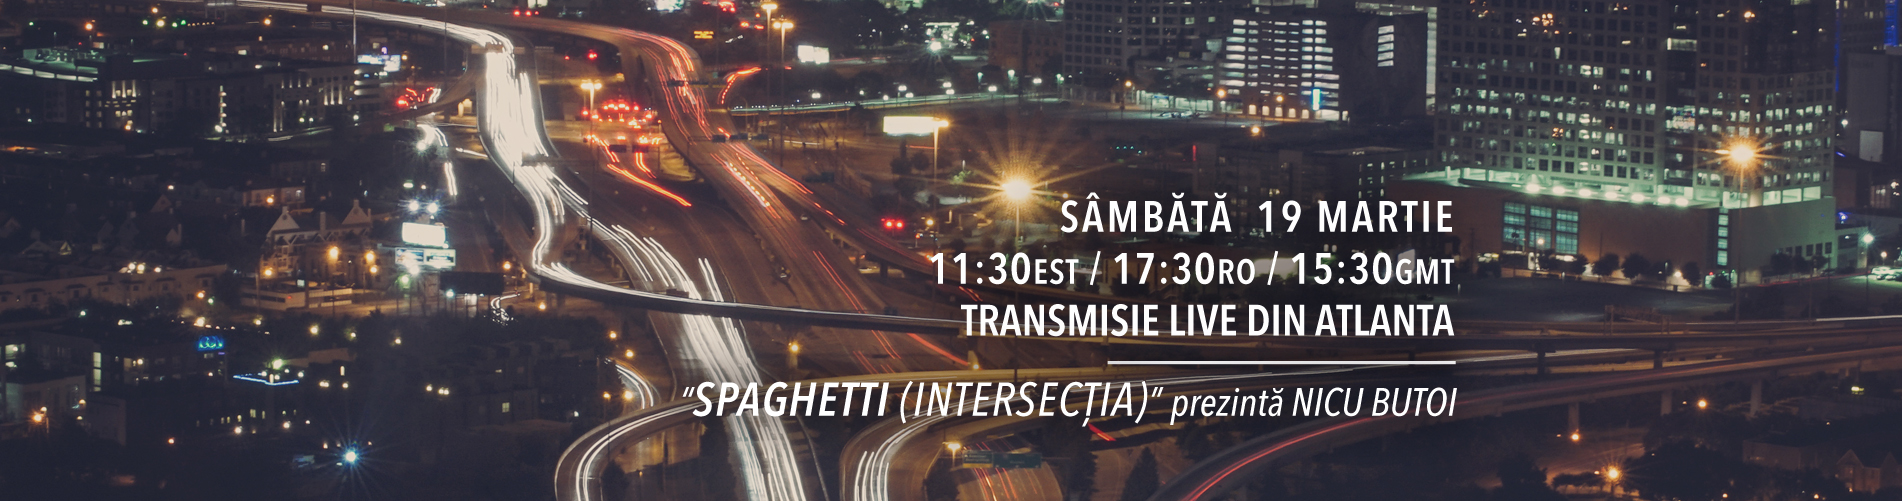 SÂMBĂTĂ 19 MARTIE
11:30EST / 17:30RO / 15:30GMT
TRANSMISIE LIVE DIN ATLANTA
"SPAGHETTI (INTERSECȚIA)" prezintă NICU BUTOI